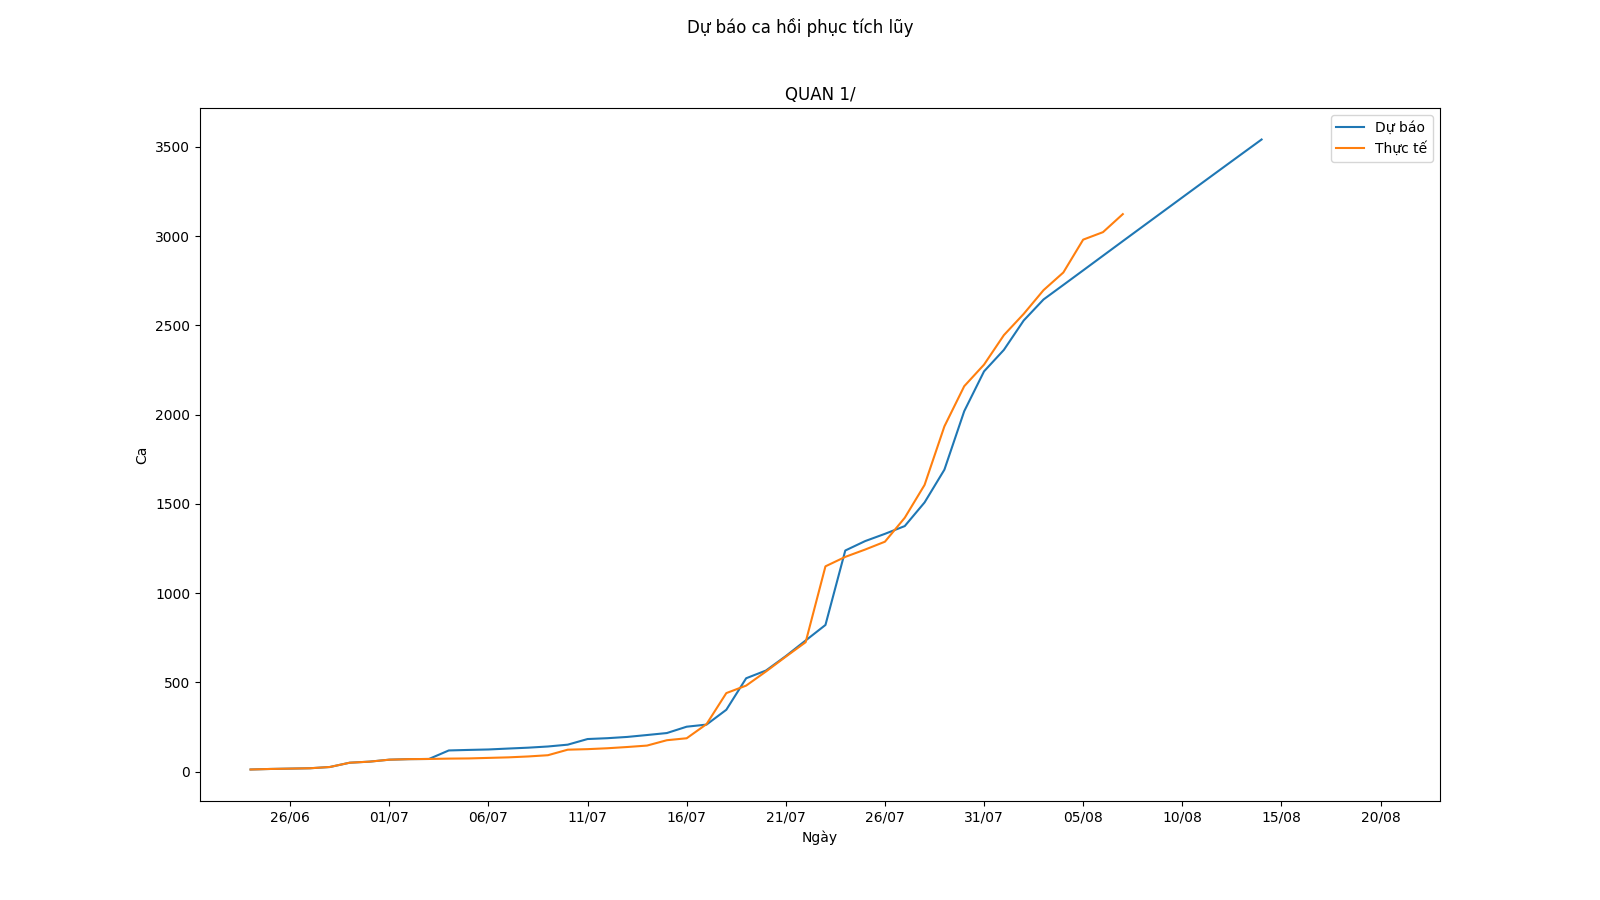 Dự báo ca hồi phục tích lũy
QUAN 1/
Dự báo
Thực tế
3500
3000
2500
2000
1500
1000
500
0
Ca
26/06 01/07 06/07 11/07 16/07 21/07 26/07 31/07 05/08 10/08 15/08 20/08
Ngày